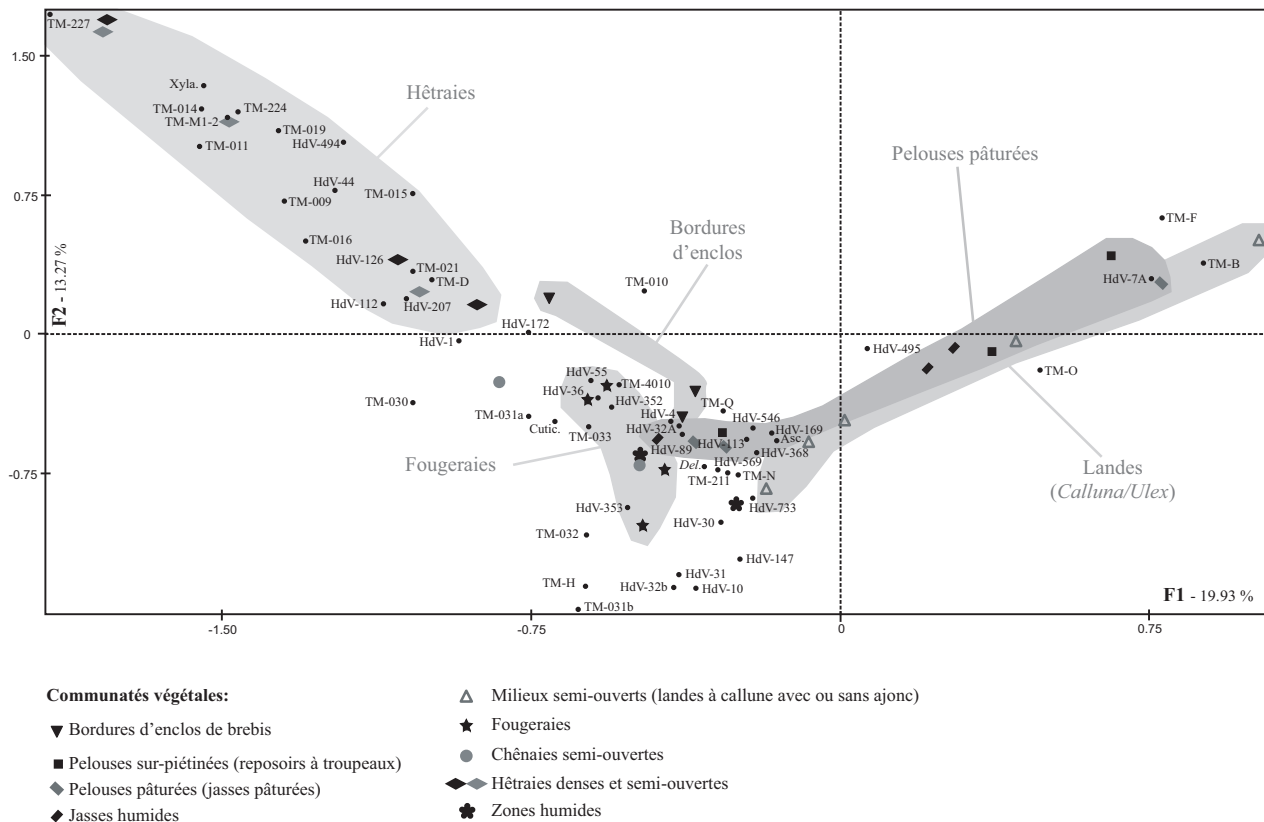 TM-227
1.50
Xyla.
Hêtraies
TM-014
TM-224
TM-M1-2
TM-019
TM-011
HdV-494
Pelouses pâturées
HdV-44
TM-015
0.75
TM-009
TM-F
Bordures
d’enclos
TM-016
HdV-126
TM-021
TM-B
TM-D
TM-010
HdV-7A
F2 - 13.27 %
HdV-112
HdV-207
HdV-172
0
HdV-1
HdV-495
HdV-55
TM-4010
TM-O
HdV-36
TM-030
HdV-352
TM-Q
TM-031a
HdV-4
HdV-546
Cutic.
TM-033
HdV-32A
HdV-169
HdV-113
Asc.
HdV-89
HdV-368
Fougeraies
Del.
HdV-569
Landes
(Calluna/Ulex)
-0.75
TM-211
TM-N
HdV-353
HdV-733
HdV-30
TM-032
HdV-147
HdV-31
TM-H
HdV-32b
HdV-10
F1 - 19.93 %
TM-031b
-1.50
-0.75
0
0.75
Communatés végétales:
Bordures d’enclos de brebis
Pelouses sur-piétinées (reposoirs à troupeaux)
Pelouses pâturées (jasses pâturées)
Jasses humides
Milieux semi-ouverts (landes à callune avec ou sans ajonc)
Fougeraies
Chênaies semi-ouvertes
Hêtraies denses et semi-ouvertes
Zones humides